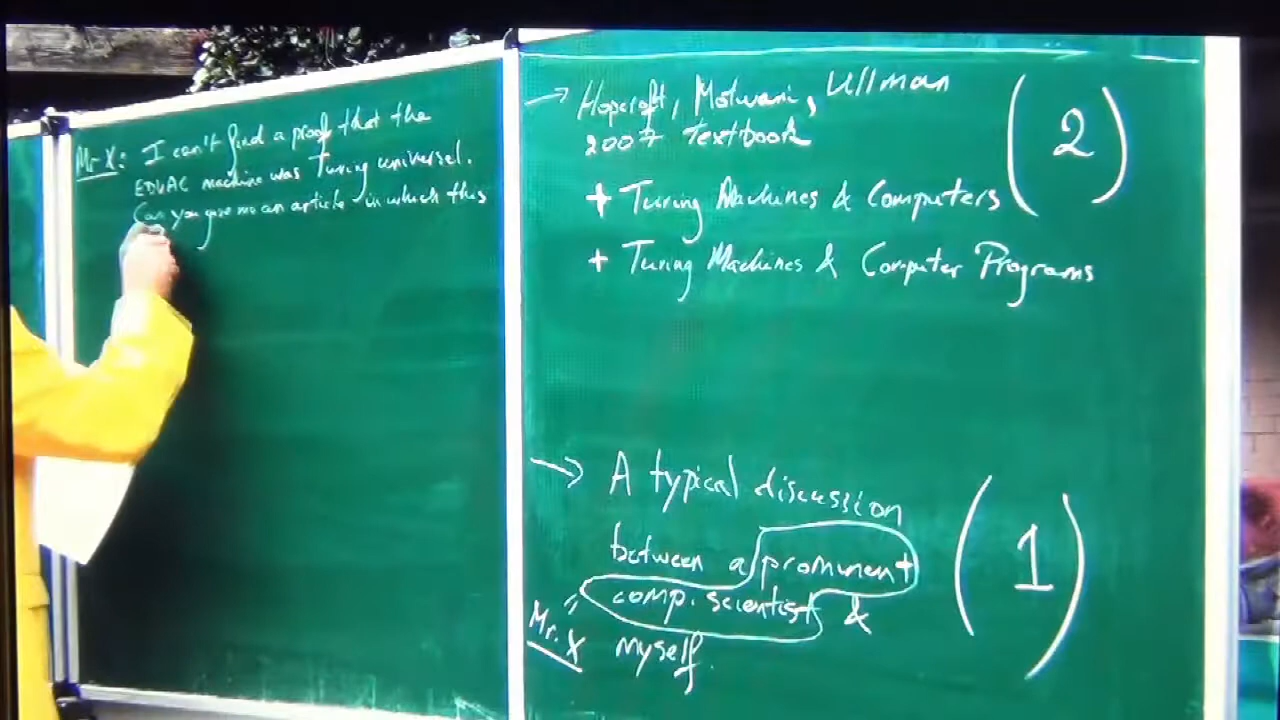 Mr X: I can't find a proof that the
EDVAC machine was Turing universel.
Can you give me an article in which this
→ Hopcroft, Motwani, Ullman
2007 textbook
+ Turing Machines & Computers
+ Turing Machines & Computer Programs
(2)
→ A typical discussion
between a prominent
comp. scientist &
myself.
Mr. X
(1)